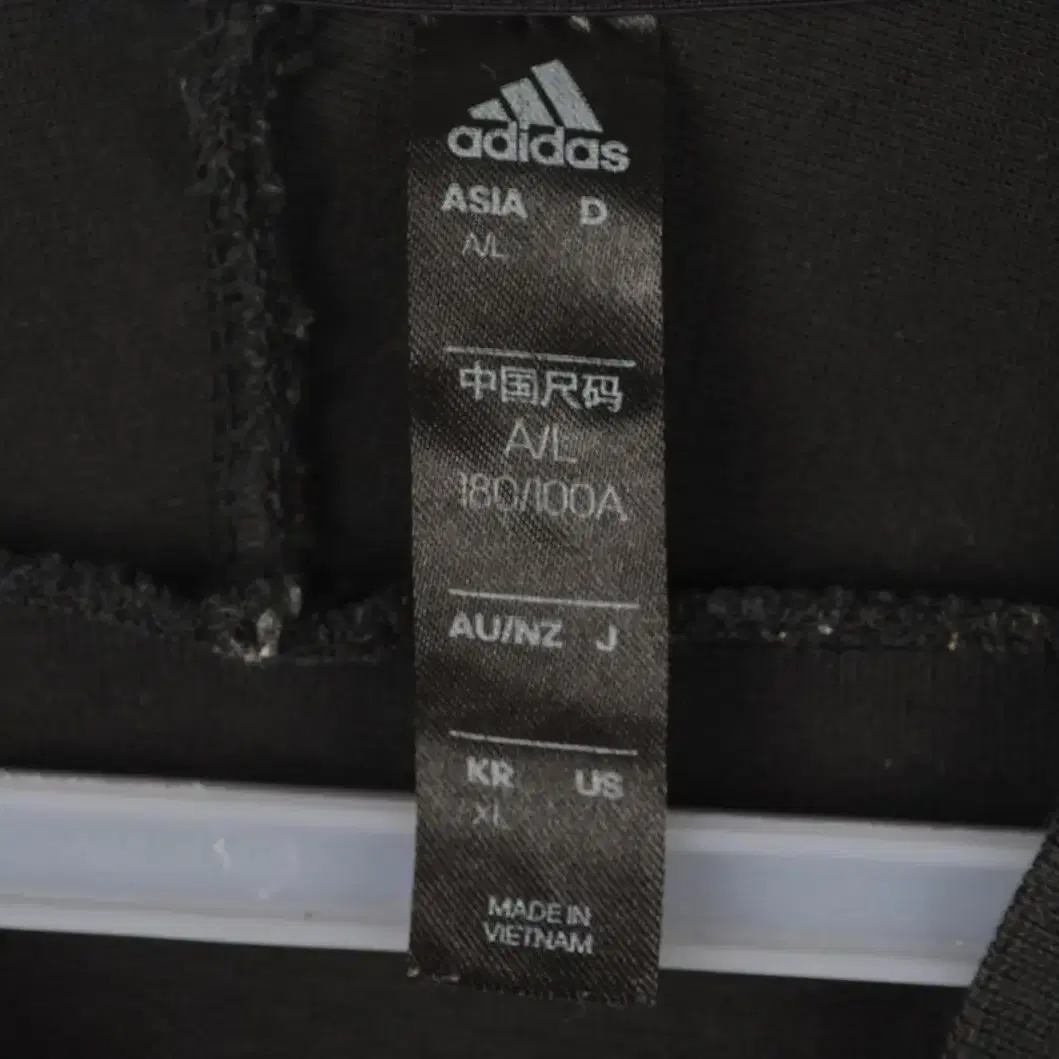 adidas
ASIA D
A/L
中国尺码
A/L
180/100A
AU/NZ J
KR US
XL
MADE IN
VIETNAM